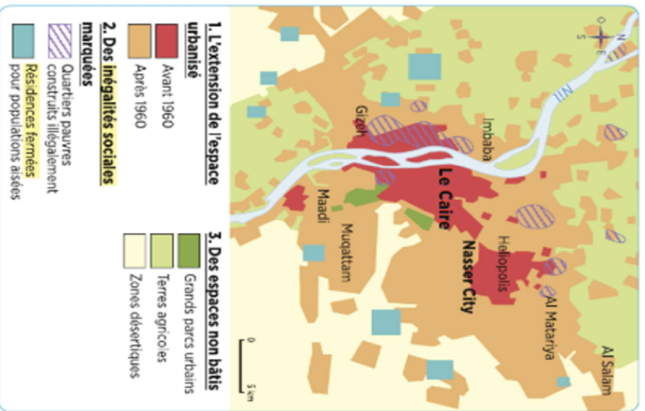 N
O
E
S
Nil
Al Salam
Al Matariya
Imbaba
Héliopolis
Nasser City
Le Caire
Gizeh
Muqattam
Maadi
0 5 km
1. L'extension de l'espace
urbanisé
Avant 1960
Après 1960
2. Des inégalités sociales
marquées
Quartiers pauvres
construits illégalement
Résidences fermées
pour populations aisées
3. Des espaces non bâtis
Grands parcs urbains
Terres agricoles
Zones désertiques